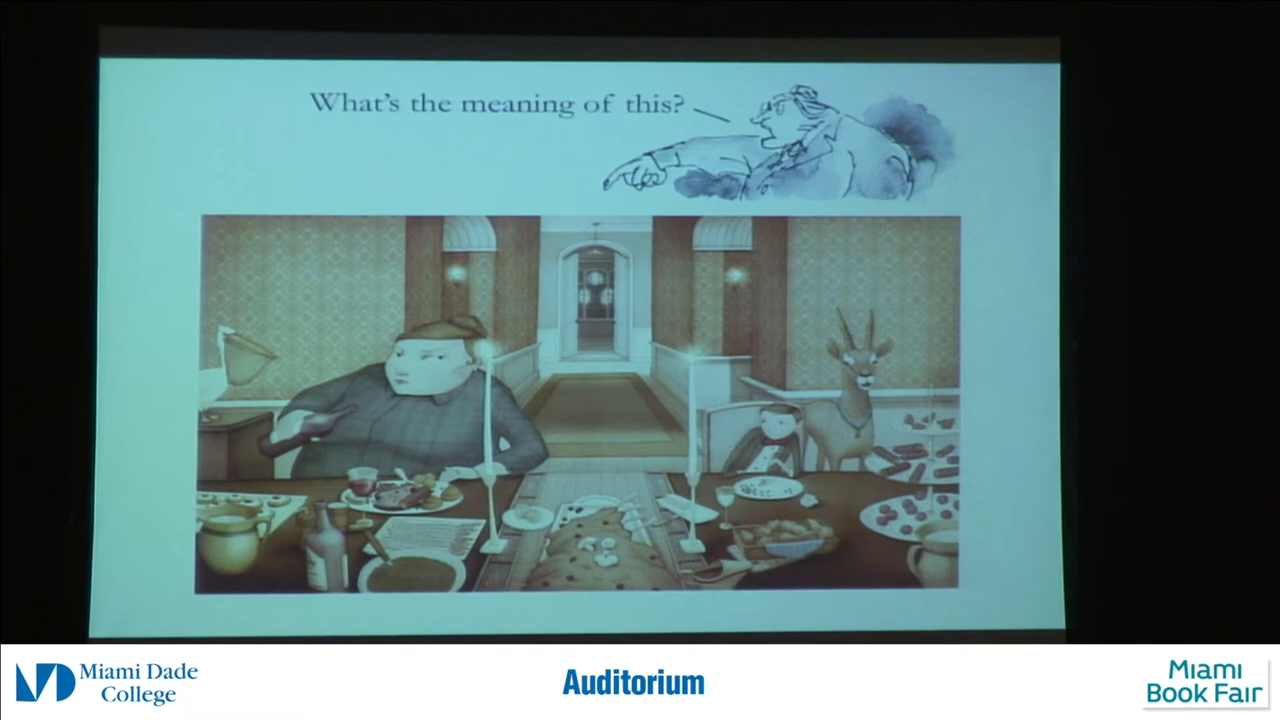 What's the meaning of this?
Miami Dade
College
Auditorium
Miami
Book Fair